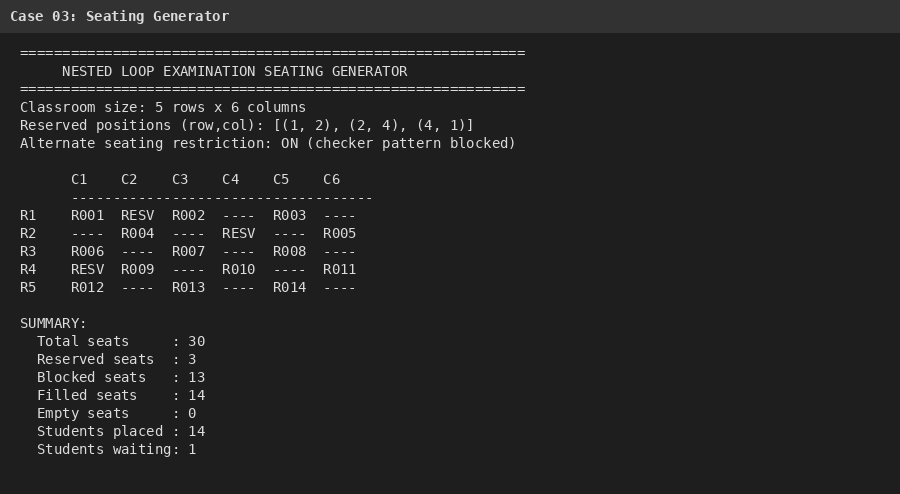 Case 03: Seating Generator
============================================================
     NESTED LOOP EXAMINATION SEATING GENERATOR
============================================================
Classroom size: 5 rows x 6 columns
Reserved positions (row,col): [(1, 2), (2, 4), (4, 1)]
Alternate seating restriction: ON (checker pattern blocked)

      C1    C2    C3    C4    C5    C6
      ------------------------------------
R1    R001  RESV  R002  ----  R003  ----
R2    ----  R004  ----  RESV  ----  R005
R3    R006  ----  R007  ----  R008  ----
R4    RESV  R009  ----  R010  ----  R011
R5    R012  ----  R013  ----  R014  ----

SUMMARY:
  Total seats     : 30
  Reserved seats  : 3
  Blocked seats   : 13
  Filled seats    : 14
  Empty seats     : 0
  Students placed : 14
  Students waiting: 1